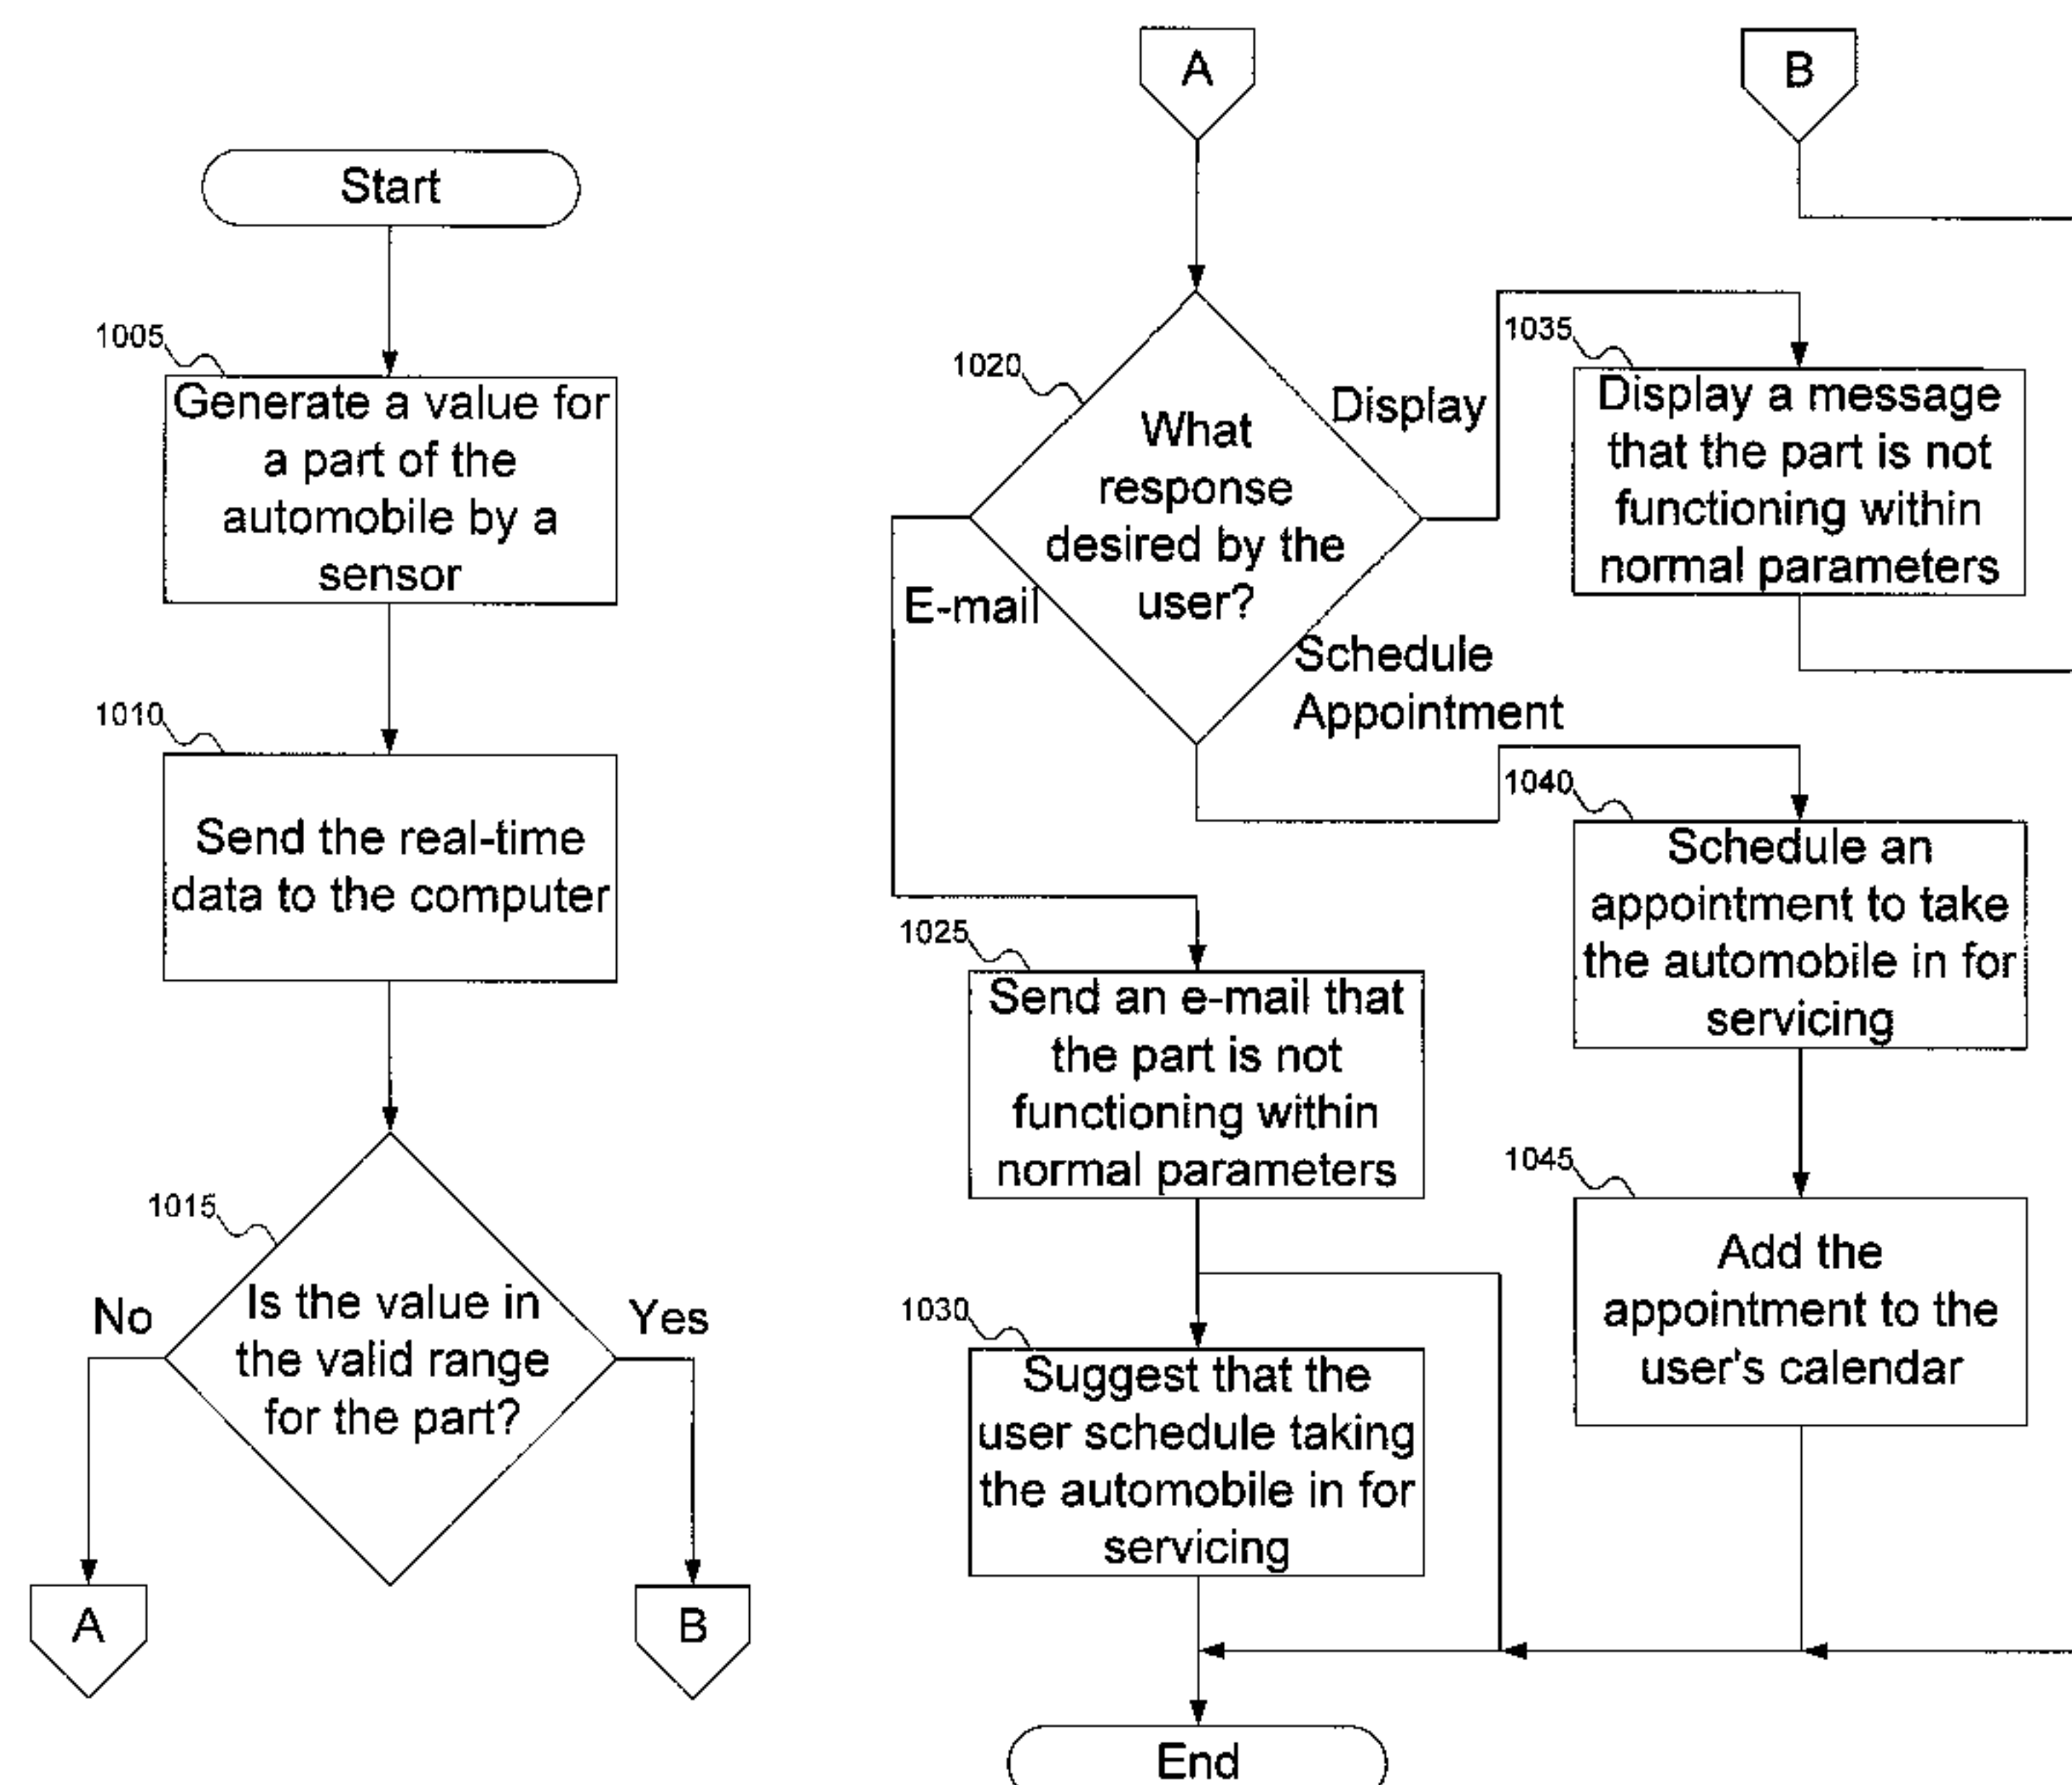 Start
1005
Generate a value for
a part of the
automobile by a
sensor
1010
Send the real-time
data to the computer
1015
Is the value in
the valid range
for the part?
No
Yes
A
B
A
B
1020
What
response
desired by the
user?
Display
E-mail
Schedule
Appointment
1035
Display a message
that the part is not
functioning within
normal parameters
1040
Schedule an
appointment to take
the automobile in for
servicing
1025
Send an e-mail that
the part is not
functioning within
normal parameters
1045
Add the
appointment to the
user's calendar
1030
Suggest that the
user schedule taking
the automobile in for
servicing
End